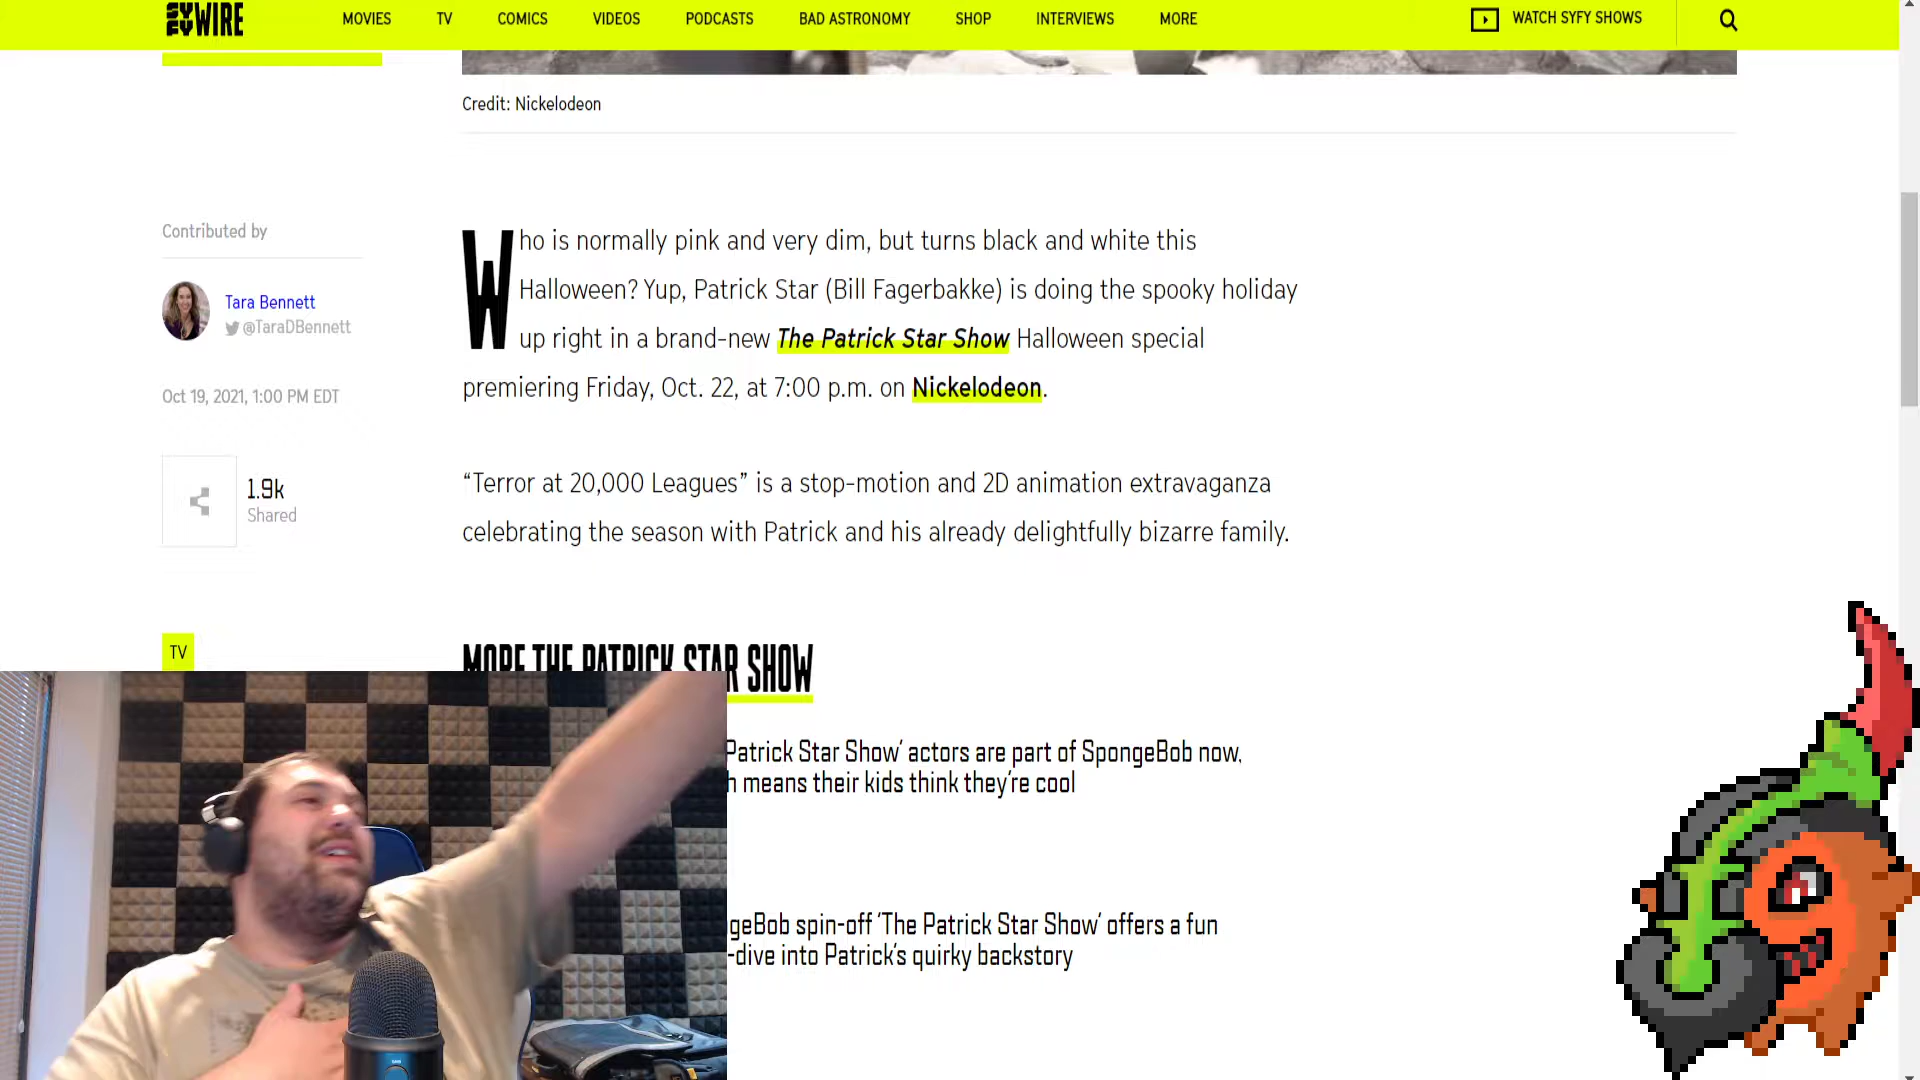 SYFY WIRE
MOVIES
TV
COMICS
VIDEOS
PODCASTS
BAD ASTRONOMY
SHOP
INTERVIEWS
MORE
WATCH SYFY SHOWS
Credit: Nickelodeon
Contributed by
Tara Bennett
@TaraDBennett
Oct 19, 2021, 1:00 PM EDT
1.9k
Shared
TV
Who is normally pink and very dim, but turns black and white this
Halloween? Yup, Patrick Star (Bill Fagerbakke) is doing the spooky holiday
up right in a brand-new The Patrick Star Show Halloween special
premiering Friday, Oct. 22, at 7:00 p.m. on Nickelodeon.
“Terror at 20,000 Leagues” is a stop-motion and 2D animation extravaganza
celebrating the season with Patrick and his already delightfully bizarre family.
MORE THE PATRICK STAR SHOW
Patrick Star Show’ actors are part of SpongeBob now,
h means their kids think they’re cool
geBob spin-off ‘The Patrick Star Show’ offers a fun
-dive into Patrick’s quirky backstory